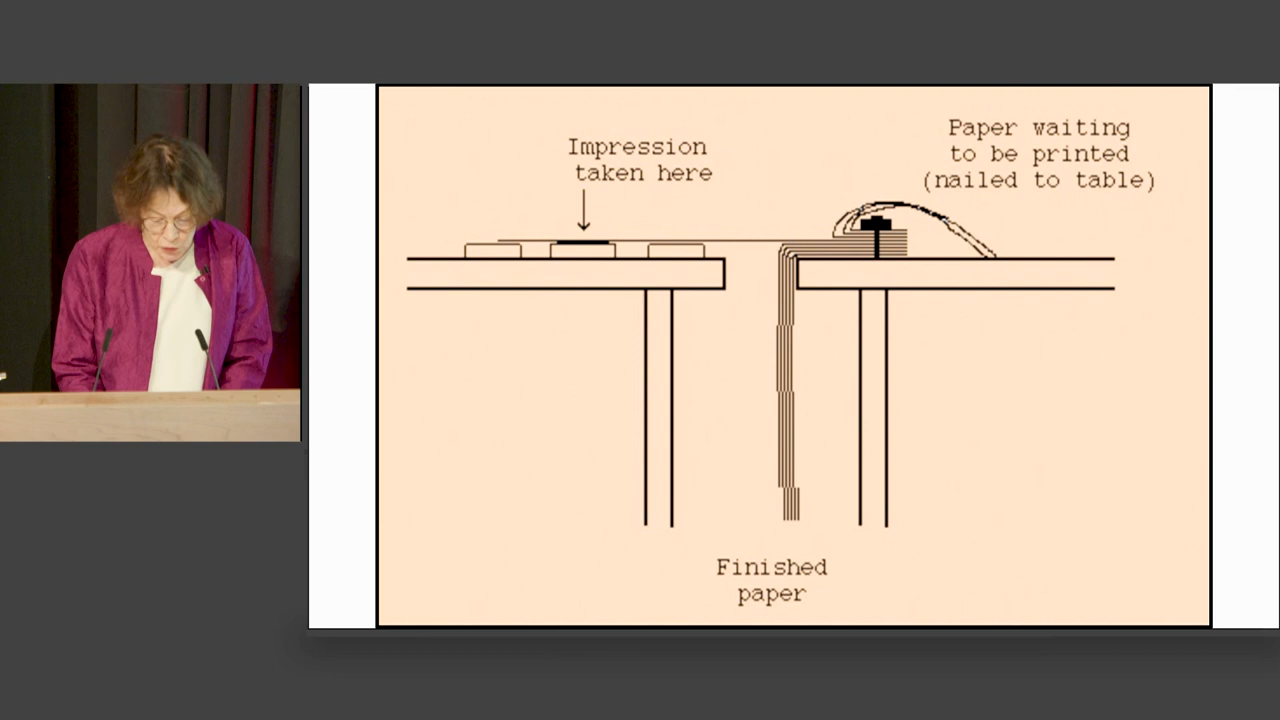 Impression
taken here
Paper waiting
to be printed
(nailed to table)
Finished
paper